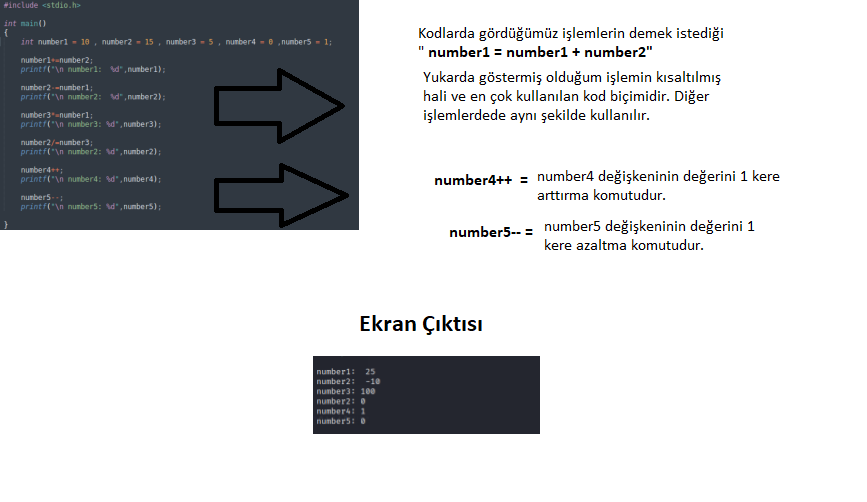 #include <stdio.h>
int main()
{
int number1 = 10 , number2 = 15 , number3 = 5 , number4 = 0 ,number5 = 1;
number1+=number2;
printf("\n number1:  %d",number1);
number2-=number1;
printf("\n number2:  %d",number2);
number3*=number1;
printf("\n number3: %d",number3);
number2/=number3;
printf("\n number2: %d",number2);
number4++;
printf("\n number4: %d",number4);
number5--;
printf("\n number5: %d",number5);
}
Kodlarda gördüğümüz işlemlerin demek istediği
" number1 = number1 + number2"
Yukarda göstermiş olduğum işlemin kısaltılmış
hali ve en çok kullanılan kod biçimidir. Diğer
işlemlerdede aynı şekilde kullanılır.
number4++ = number4 değişkeninin değerini 1 kere
arttırma komutudur.
number5-- = number5 değişkeninin değerini 1
kere azaltma komutudur.
Ekran Çıktısı
number1:  25
number2:  -10
number3: 100
number2: 0
number4: 1
number5: 0